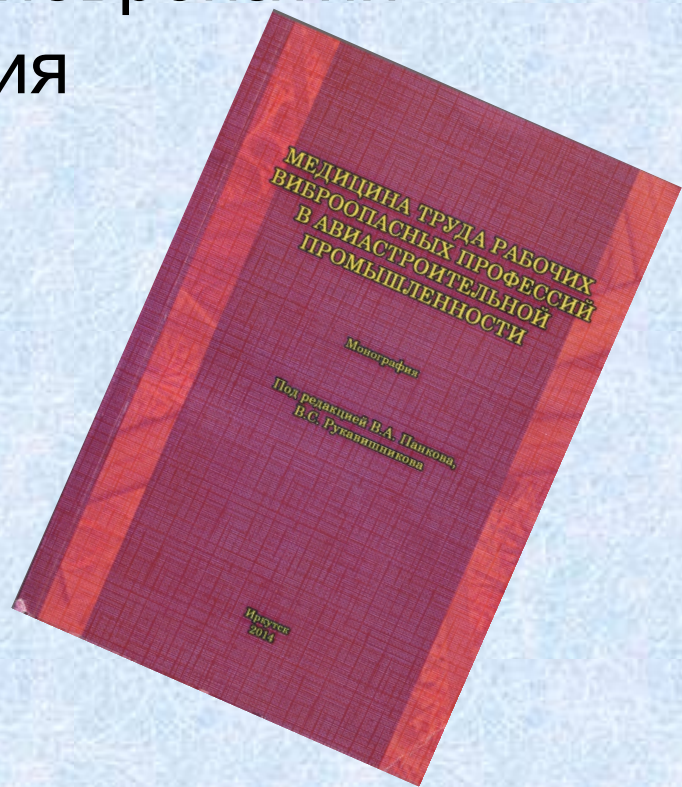 ия
МЕДИЦИНА ТРУДА РАБОЧИХ
ВИБРООПАСНЫХ ПРОФЕССИЙ
В АВИАСТРОИТЕЛЬНОЙ
ПРОМЫШЛЕННОСТИ
Монография
Под редакцией В.А. Панкова,
В.С. Рукавишникова
Иркутск
2014